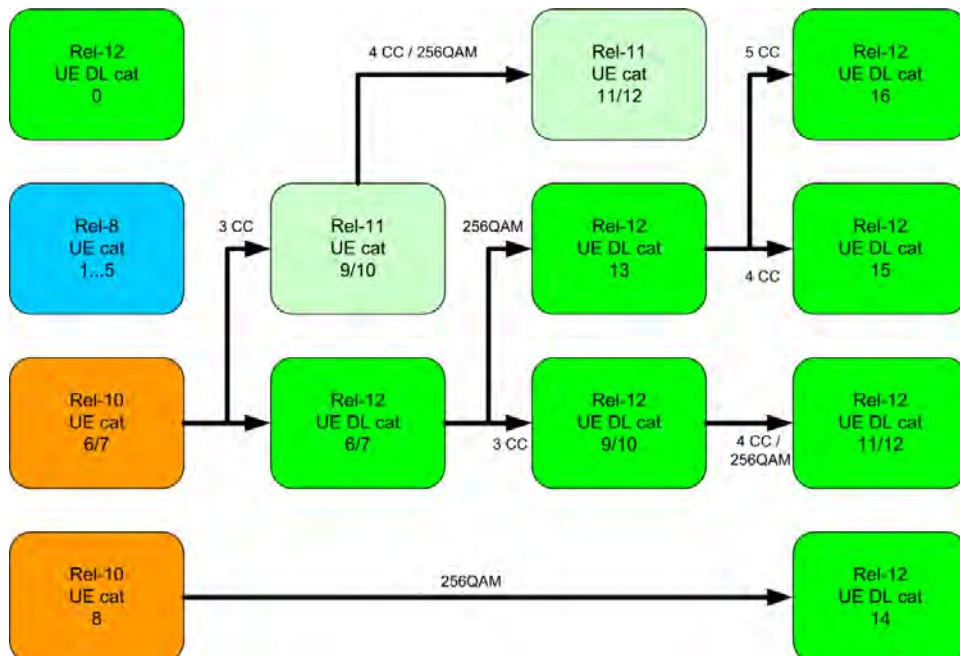 Rel-12
UE DL cat
0
4 CC / 256QAM
Rel-11
UE cat
11/12
5 CC
Rel-12
UE DL cat
16
Rel-8
UE cat
1...5
3 CC
Rel-11
UE cat
9/10
256QAM
Rel-12
UE DL cat
13
4 CC
Rel-12
UE DL cat
15
Rel-10
UE cat
6/7
Rel-12
UE DL cat
6/7
3 CC
Rel-12
UE DL cat
9/10
4 CC /
256QAM
Rel-12
UE DL cat
11/12
Rel-10
UE cat
8
256QAM
Rel-12
UE DL cat
14